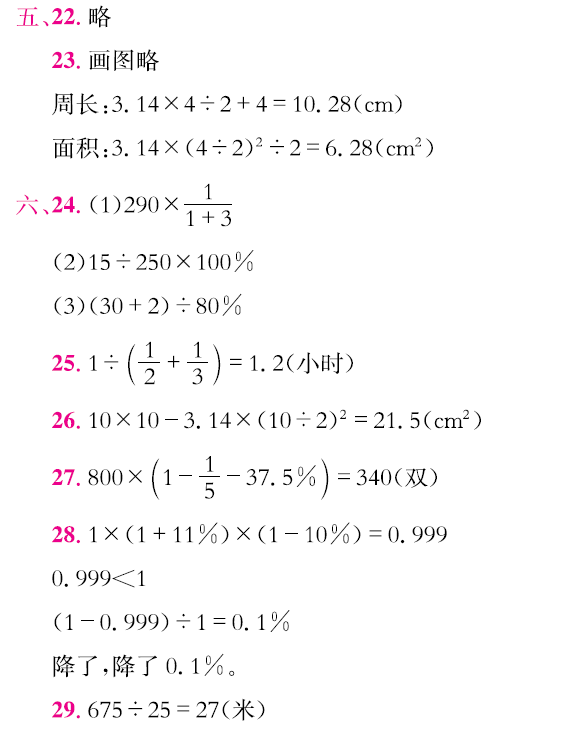 五、22. 略
23. 画图略
周长:3. 14×4÷2+4=10. 28(cm)
面积:3. 14×(4÷2)²÷2=6. 28(cm²)
六、24. (1)290×1/(1+3)
(2)15÷250×100%
(3)(30+2)÷80%
25. 1÷(1/2+1/3)=1. 2(小时)
26. 10×10-3. 14×(10÷2)²=21. 5(cm²)
27. 800×(1-1/5-37. 5%)=340(双)
28. 1×(1+11%)×(1-10%)=0. 999
0. 999<1
(1-0. 999)÷1=0. 1%
降了,降了 0. 1%。
29. 675÷25=27(米)